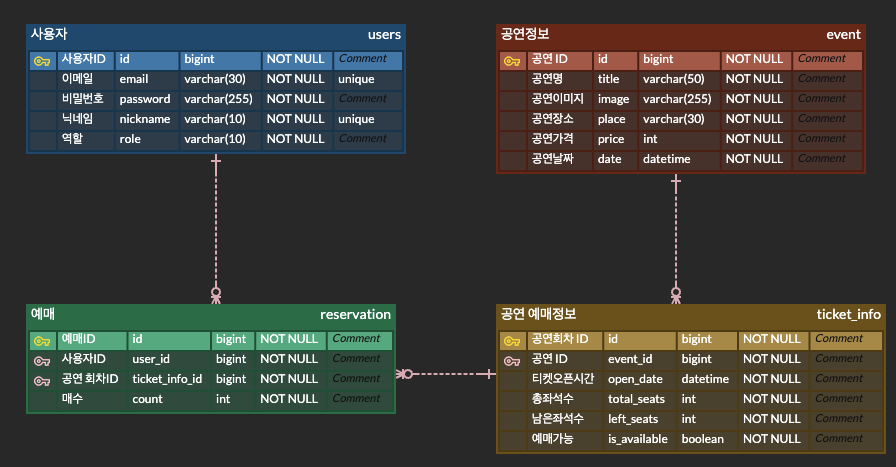 사용자 users
사용자ID id bigint NOT NULL Comment
이메일 email varchar(30) NOT NULL unique
비밀번호 password varchar(255) NOT NULL Comment
닉네임 nickname varchar(10) NOT NULL unique
역할 role varchar(10) NOT NULL Comment
공연정보 event
공연 ID id bigint NOT NULL Comment
공연명 title varchar(50) NOT NULL Comment
공연이미지 image varchar(255) NOT NULL Comment
공연장소 place varchar(30) NOT NULL Comment
공연가격 price int NOT NULL Comment
공연날짜 date datetime NOT NULL Comment
예매 reservation
예매ID id bigint NOT NULL Comment
사용자ID user_id bigint NOT NULL Comment
공연 회차ID ticket_info_id bigint NOT NULL Comment
매수 count int NOT NULL Comment
공연 예매정보 ticket_info
공연회차 ID id bigint NOT NULL Comment
공연 ID event_id bigint NOT NULL Comment
티켓오픈시간 open_date datetime NOT NULL Comment
총좌석수 total_seats int NOT NULL Comment
남은좌석수 left_seats int NOT NULL Comment
예매가능 is_available boolean NOT NULL Comment